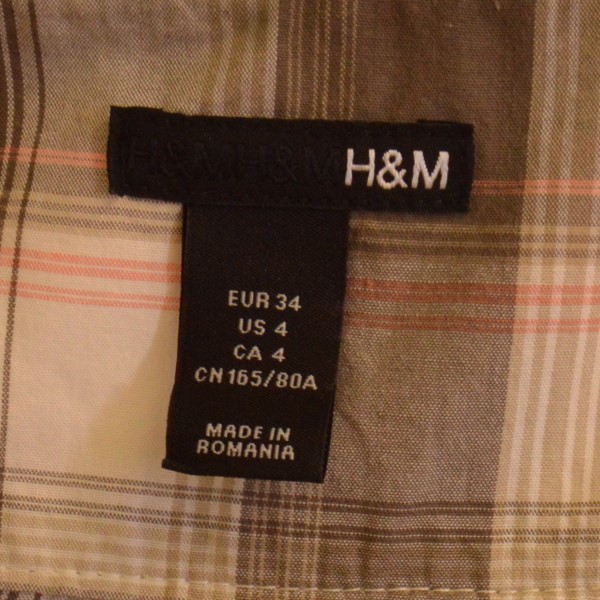 H&M H&M H&M
EUR 34
US 4
CA 4
CN 165/80A
MADE IN
ROMANIA